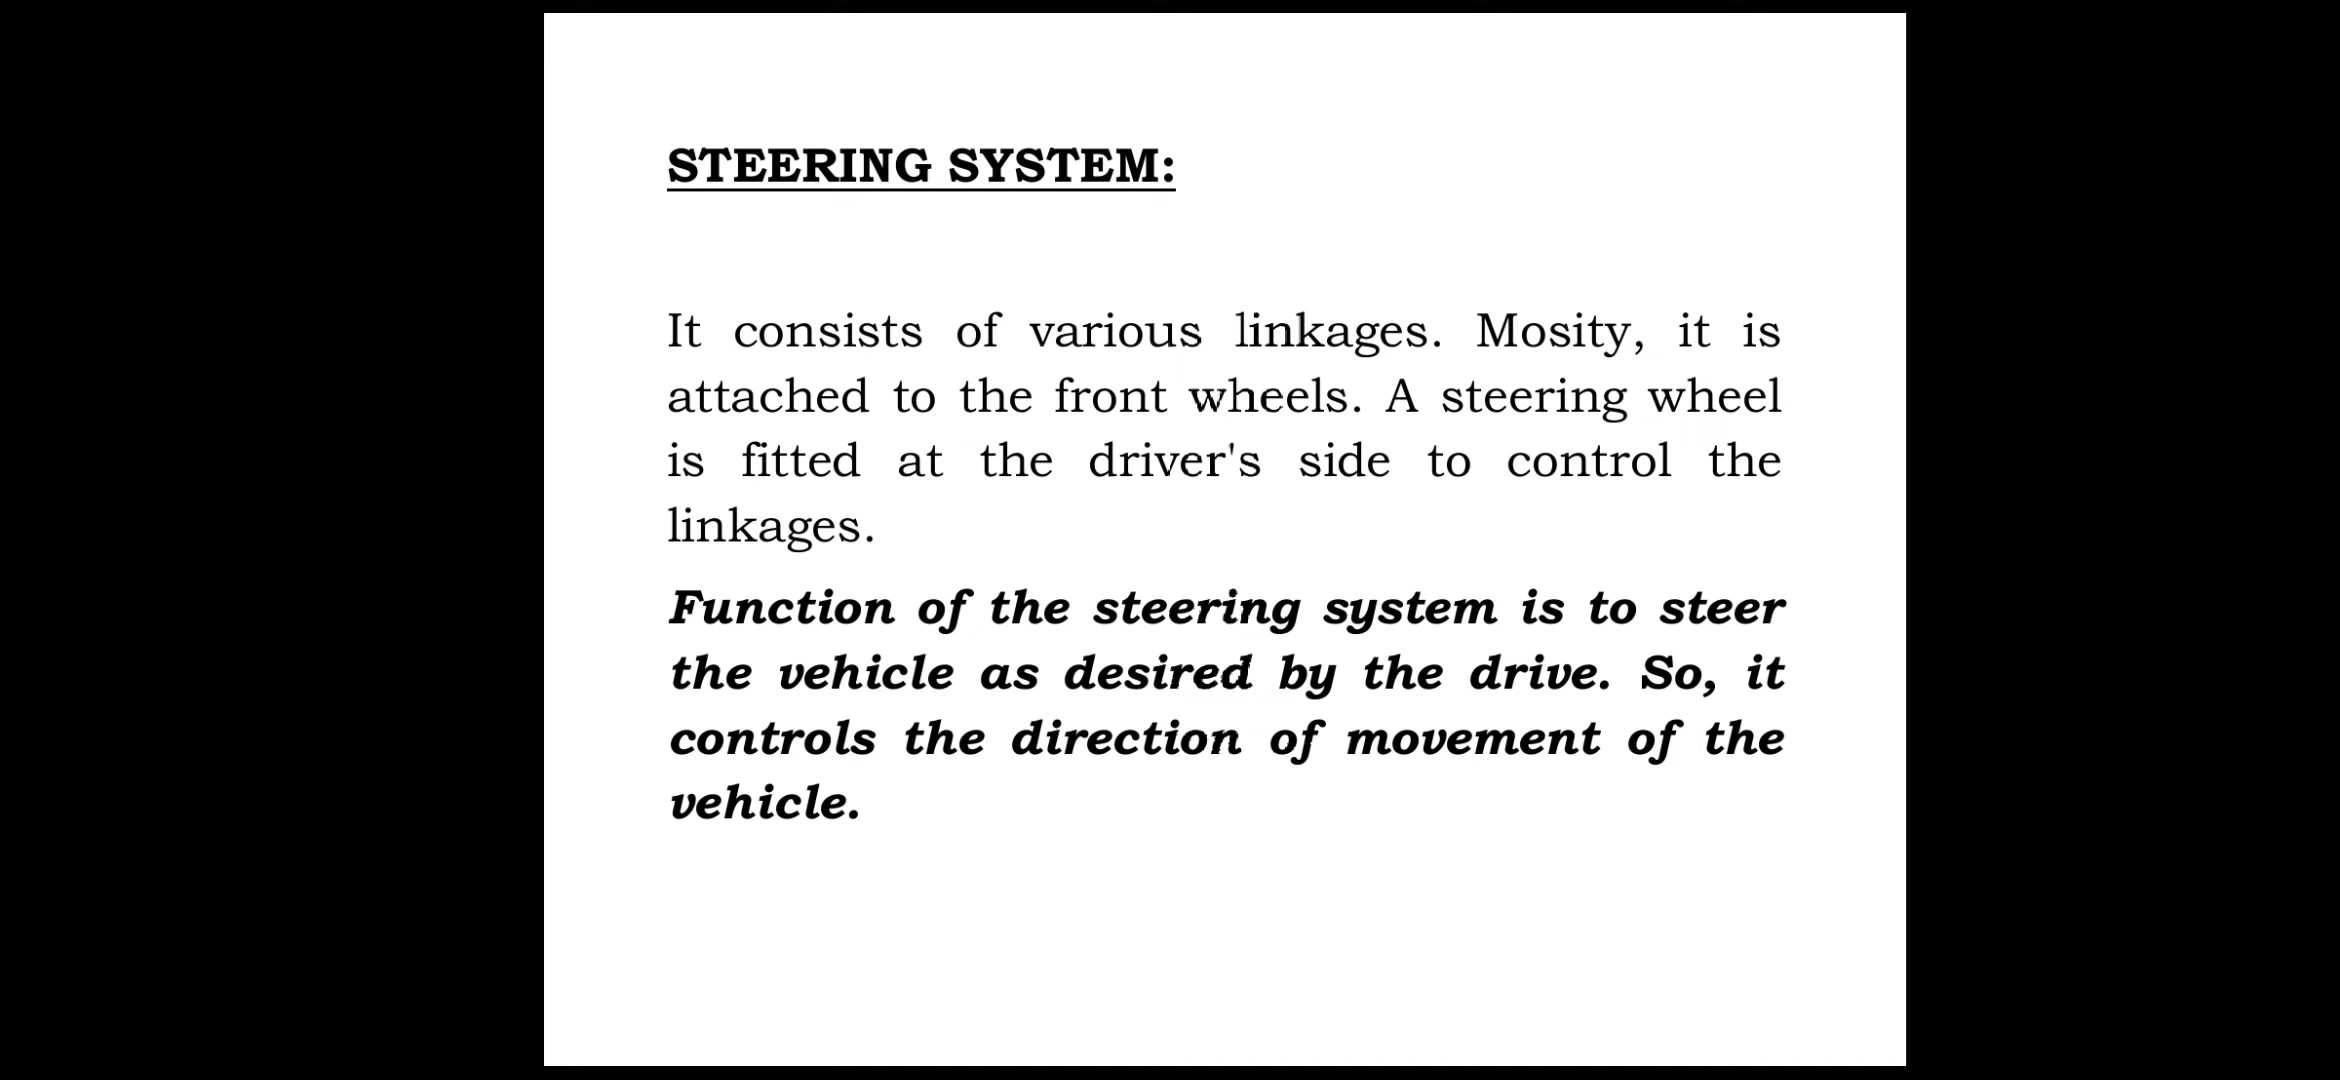 STEERING SYSTEM:
It consists of various linkages. Mosity, it is
attached to the front wheels. A steering wheel
is fitted at the driver's side to control the
linkages.
Function of the steering system is to steer
the vehicle as desired by the drive. So, it
controls the direction of movement of the
vehicle.